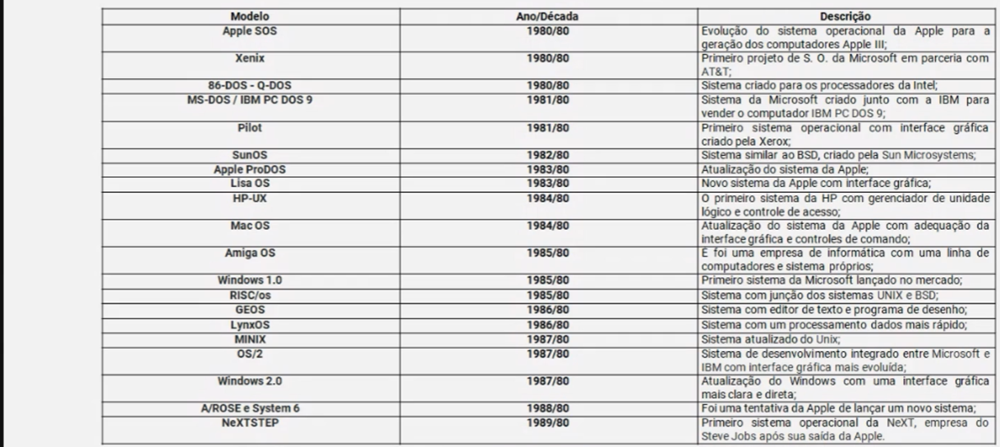 Modelo Ano/Década Descrição
Apple SOS 1980/80 Evolução do sistema operacional da Apple para a
geração dos computadores Apple III;
Xenix 1980/80 Primeiro projeto de S. O. da Microsoft em parceria com
AT&T;
86-DOS - Q-DOS 1980/80 Sistema criado para os processadores da Intel;
MS-DOS / IBM PC DOS 9 1981/80 Sistema da Microsoft criado junto com a IBM para
vender o computador IBM PC DOS 9;
Pilot 1981/80 Primeiro sistema operacional com interface gráfica
criado pela Xerox;
SunOS 1982/80 Sistema similar ao BSD, criado pela Sun Microsystems;
Apple ProDOS 1983/80 Atualização do sistema da Apple;
Lisa OS 1983/80 Novo sistema da Apple com interface gráfica;
HP-UX 1984/80 O primeiro sistema da HP com gerenciador de unidade
lógico e controle de acesso;
Mac OS 1984/80 Atualização do sistema da Apple com adequação da
interface gráfica e controles de comando;
Amiga OS 1985/80 É foi uma empresa de informática com uma linha de
computadores e sistema próprios;
Windows 1.0 1985/80 Primeiro sistema da Microsoft lançado no mercado;
RISC/os 1985/80 Sistema com junção dos sistemas UNIX e BSD;
GEOS 1986/80 Sistema com editor de texto e programa de desenho;
LynxOS 1986/80 Sistema com um processamento dados mais rápido;
MINIX 1987/80 Sistema atualizado do Unix;
OS/2 1987/80 Sistema de desenvolvimento integrado entre Microsoft e
IBM com interface gráfica mais evoluída;
Windows 2.0 1987/80 Atualização do Windows com uma interface gráfica
mais clara e direta;
A/ROSE e System 6 1988/80 Foi uma tentativa da Apple de lançar um novo sistema;
NeXTSTEP 1989/80 Primeiro sistema operacional da NeXT, empresa do
Steve Jobs após sua saída da Apple.